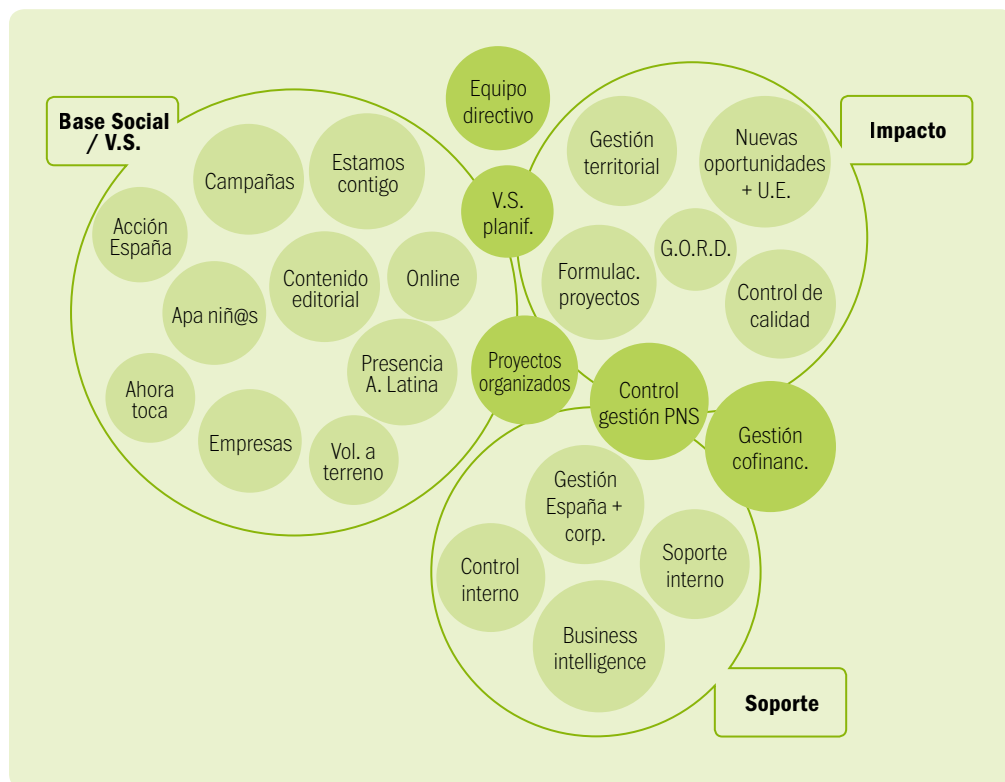 Equipo
directivo
Base Social
/ V.S.
Impacto
Campañas
Estamos
contigo
Gestión
territorial
Nuevas
oportunidades
+ U.E.
V.S.
planif.
Acción
España
Contenido
editorial
Online
G.O.R.D.
Formulac.
proyectos
Control de
calidad
Apa niñ@s
Presencia
A. Latina
Proyectos
organizados
Control
gestión PNS
Ahora
toca
Empresas
Vol. a
terreno
Gestión
cofinanc.
Gestión
España +
corp.
Control
interno
Soporte
interno
Business
intelligence
Soporte